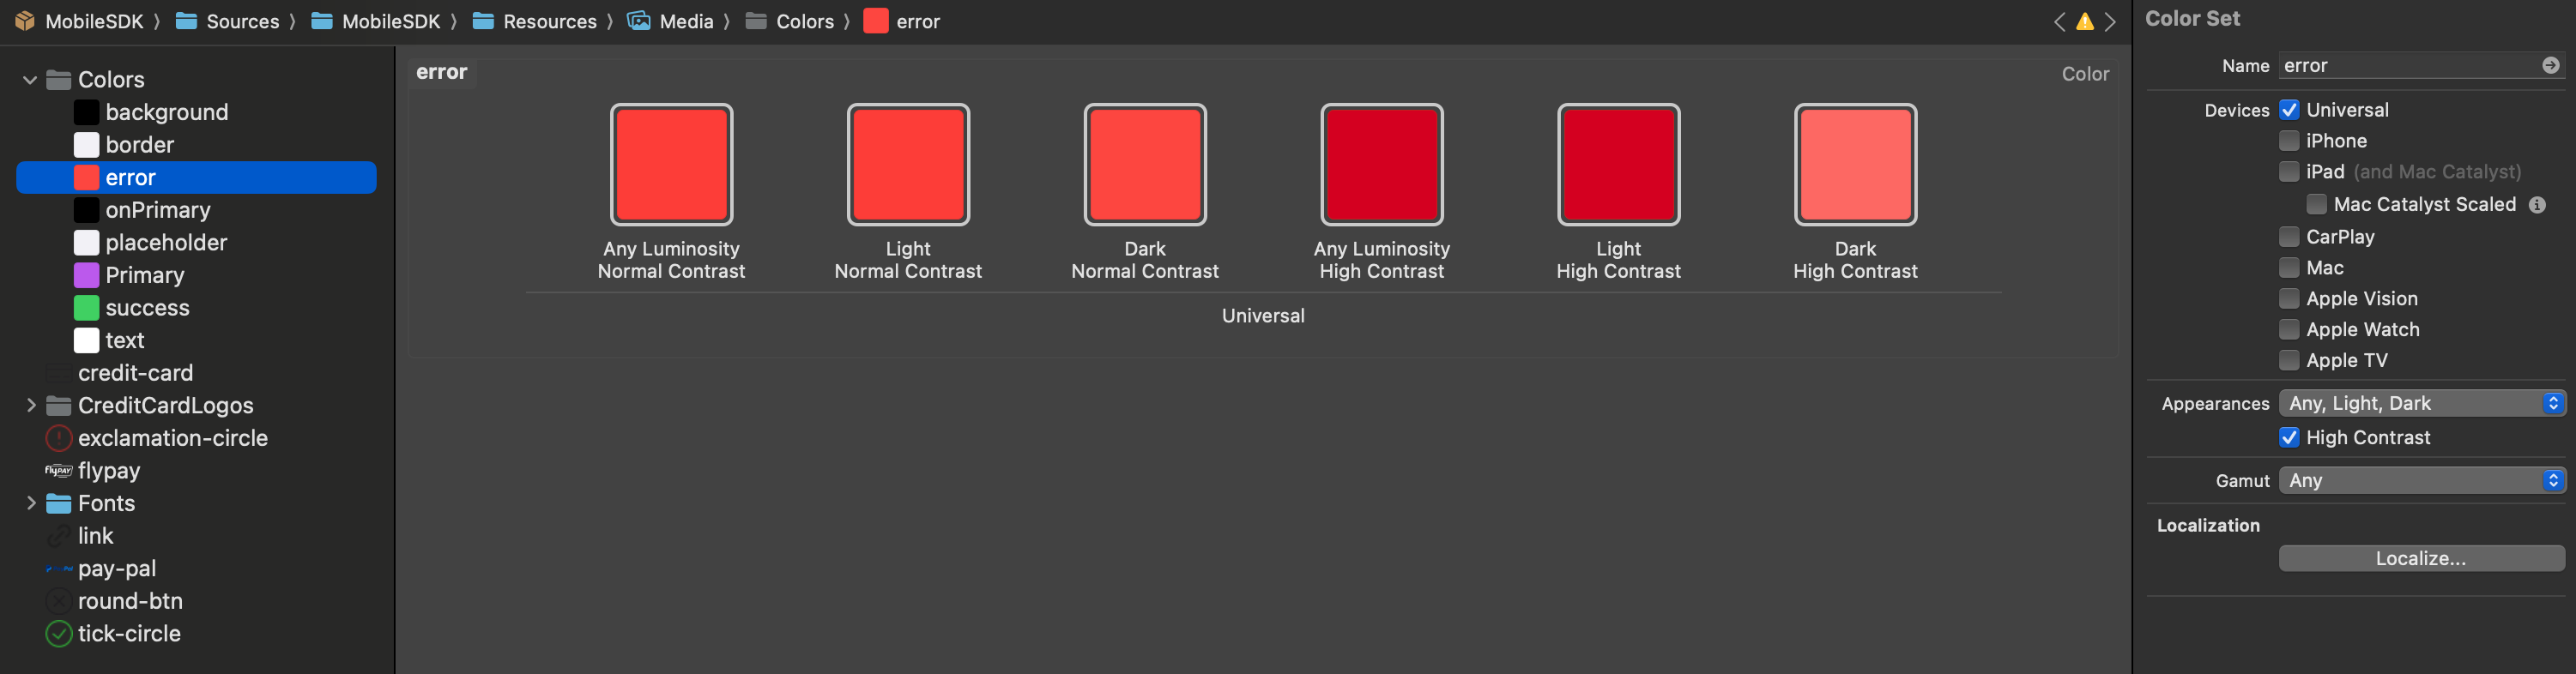 MobileSDK 〉 Sources 〉 MobileSDK 〉 Resources 〉 Media 〉 Colors 〉 error
Colors
background
border
error
onPrimary
placeholder
Primary
success
text
credit-card
CreditCardLogos
exclamation-circle
flypay flypay
Fonts
link
pay-pal
round-btn
tick-circle
error
Color
Any Luminosity
Normal Contrast
Light
Normal Contrast
Dark
Normal Contrast
Any Luminosity
High Contrast
Light
High Contrast
Dark
High Contrast
Universal
Color Set
Name error
Devices Universal
iPhone
iPad (and Mac Catalyst)
Mac Catalyst Scaled
CarPlay
Mac
Apple Vision
Apple Watch
Apple TV
Appearances Any, Light, Dark
High Contrast
Gamut Any
Localization
Localize...